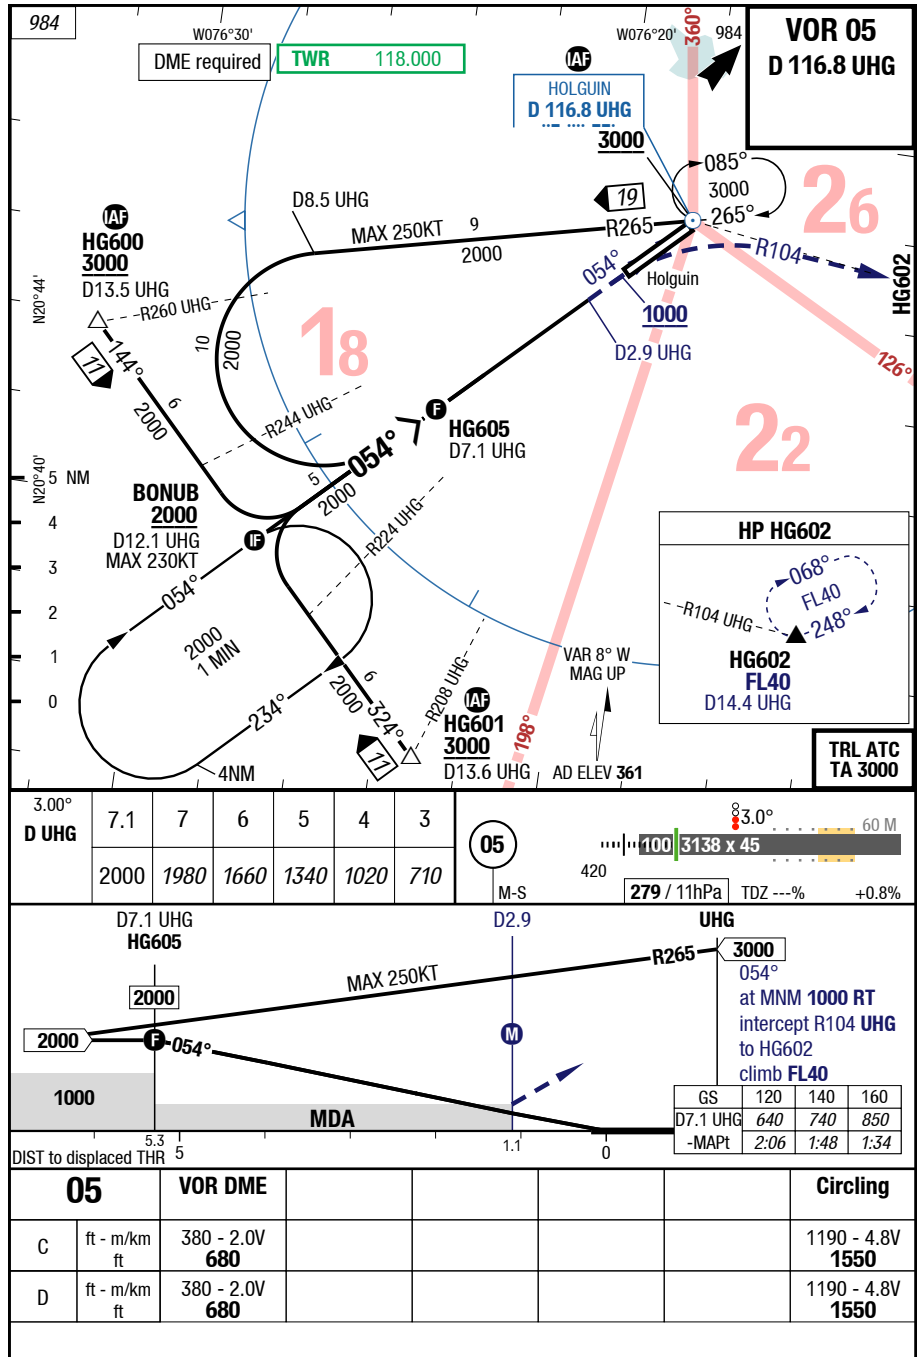 984
W076°30'
W076°20'
984
360°
VOR 05
D 116.8 UHG
DME required
TWR 118.000
IAF
HOLGUIN
D 116.8 UHG
3000
085°
3000
265°
26
19
D8.5 UHG
MAX 250KT
9
2000
R265
IAF
HG600
3000
D13.5 UHG
R260 UHG
N20°44'
054°
Holguin
R104
HG602
1000
D2.9 UHG
126°
18
10
2000
144°
11
6
2000
R244 UHG
F
HG605
D7.1 UHG
054°
22
N20°40'
5 NM
4
3
2
1
0
BONUB
2000
D12.1 UHG
MAX 230KT
IF
5
2000
R224 UHG
054°
2000
1 MIN
234°
4NM
6
2000
324°
11
R208 UHG
IAF
HG601
3000
D13.6 UHG
198°
VAR 8° W
MAG UP
AD ELEV 361
HP HG602
068°
FL40
248°
R104 UHG
HG602
FL40
D14.4 UHG
TRL ATC
TA 3000
3.00°
D UHG 7.1 7 6 5 4 3
2000 1980 1660 1340 1020 710
05
M-S
420
100
3138 x 45
3.0°
60 M
279 / 11hPa
TDZ ---%
+0.8%
D7.1 UHG
HG605
D2.9
UHG
MAX 250KT
R265
3000
2000
2000
F
054°
M
1000
MDA
054°
at MNM 1000 RT
intercept R104 UHG
to HG602
climb FL40
GS 120 140 160
D7.1 UHG 640 740 850
-MAPt 2:06 1:48 1:34
DIST to displaced THR
5.3
5
1.1
0
05 VOR DME Circling
C ft - m/km 380 - 2.0V 1190 - 4.8V
ft 680 1550
D ft - m/km 380 - 2.0V 1190 - 4.8V
ft 680 1550